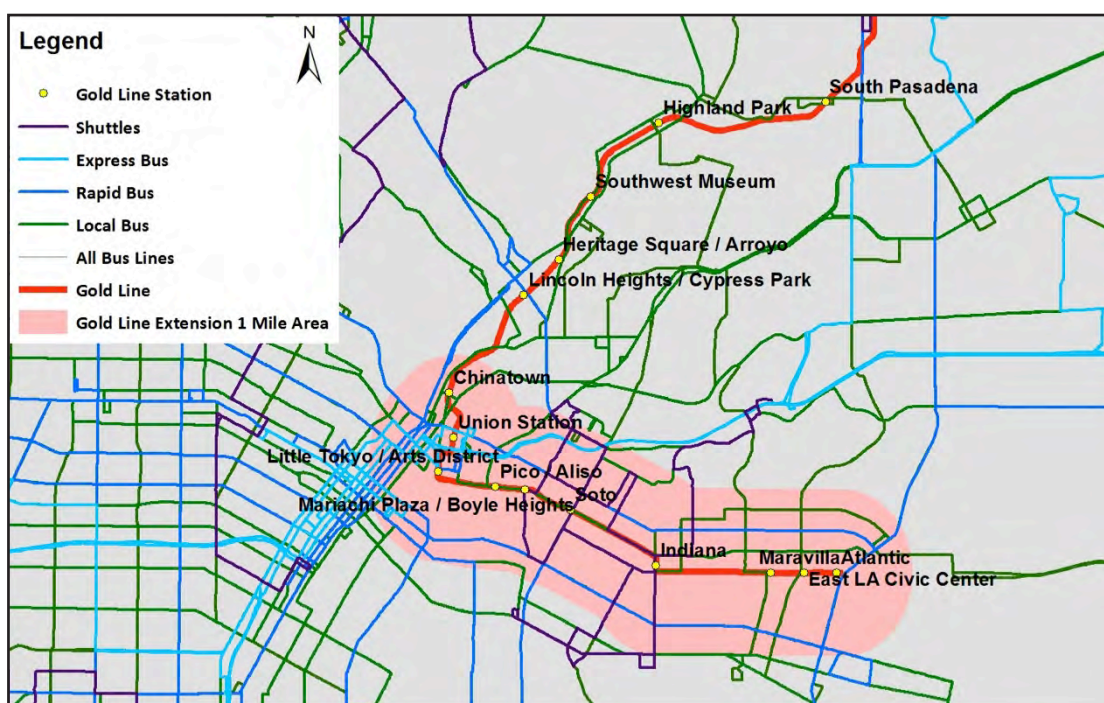 Legend
N
Gold Line Station
Shuttles
Express Bus
Rapid Bus
Local Bus
All Bus Lines
Gold Line
Gold Line Extension 1 Mile Area
South Pasadena
Highland Park
Southwest Museum
Heritage Square / Arroyo
Lincoln Heights / Cypress Park
Chinatown
Union Station
Little Tokyo / Arts District
Pico / Aliso
Mariachi Plaza / Boyle Heights
Soto
Indiana
Maravilla
Atlantic
East LA Civic Center